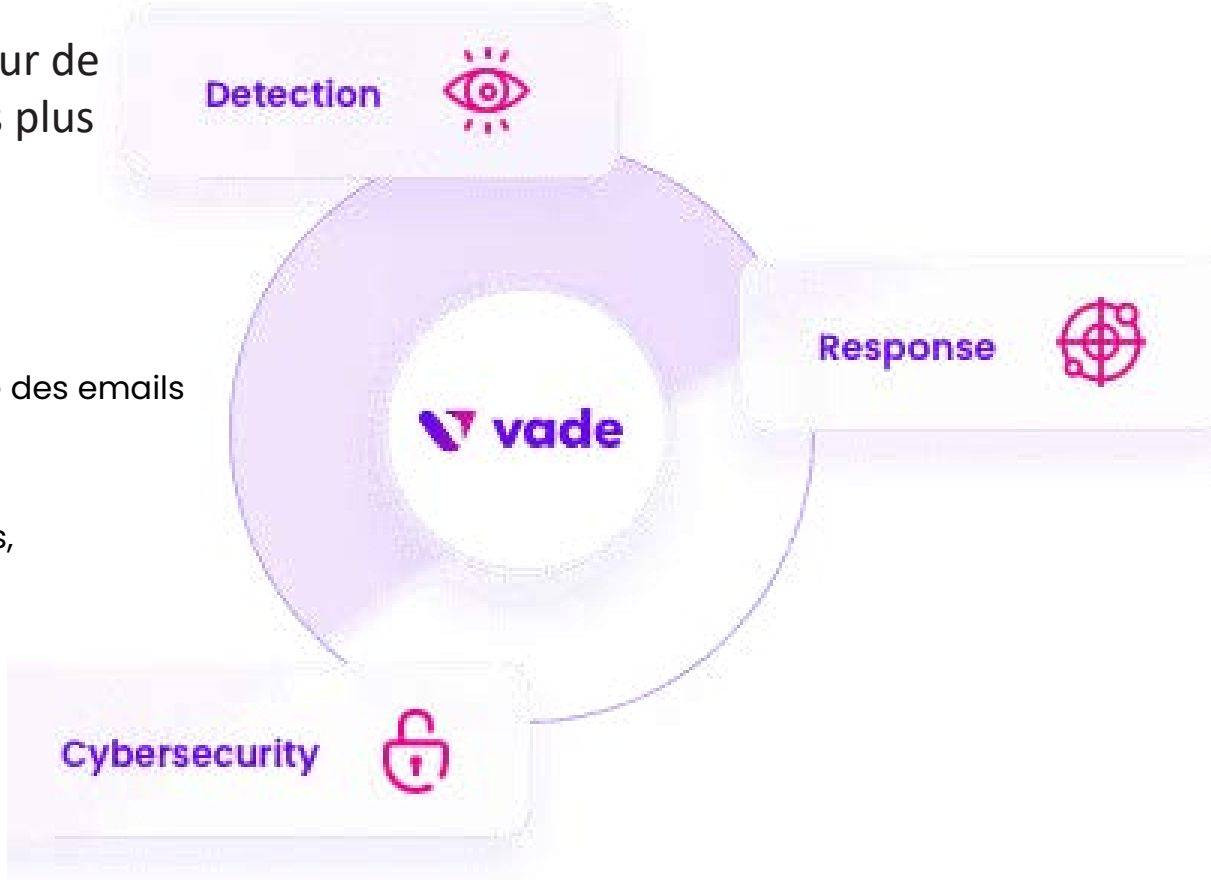 ur de
plus
Detection
Response
des emails
vade
s,
Cybersecurity